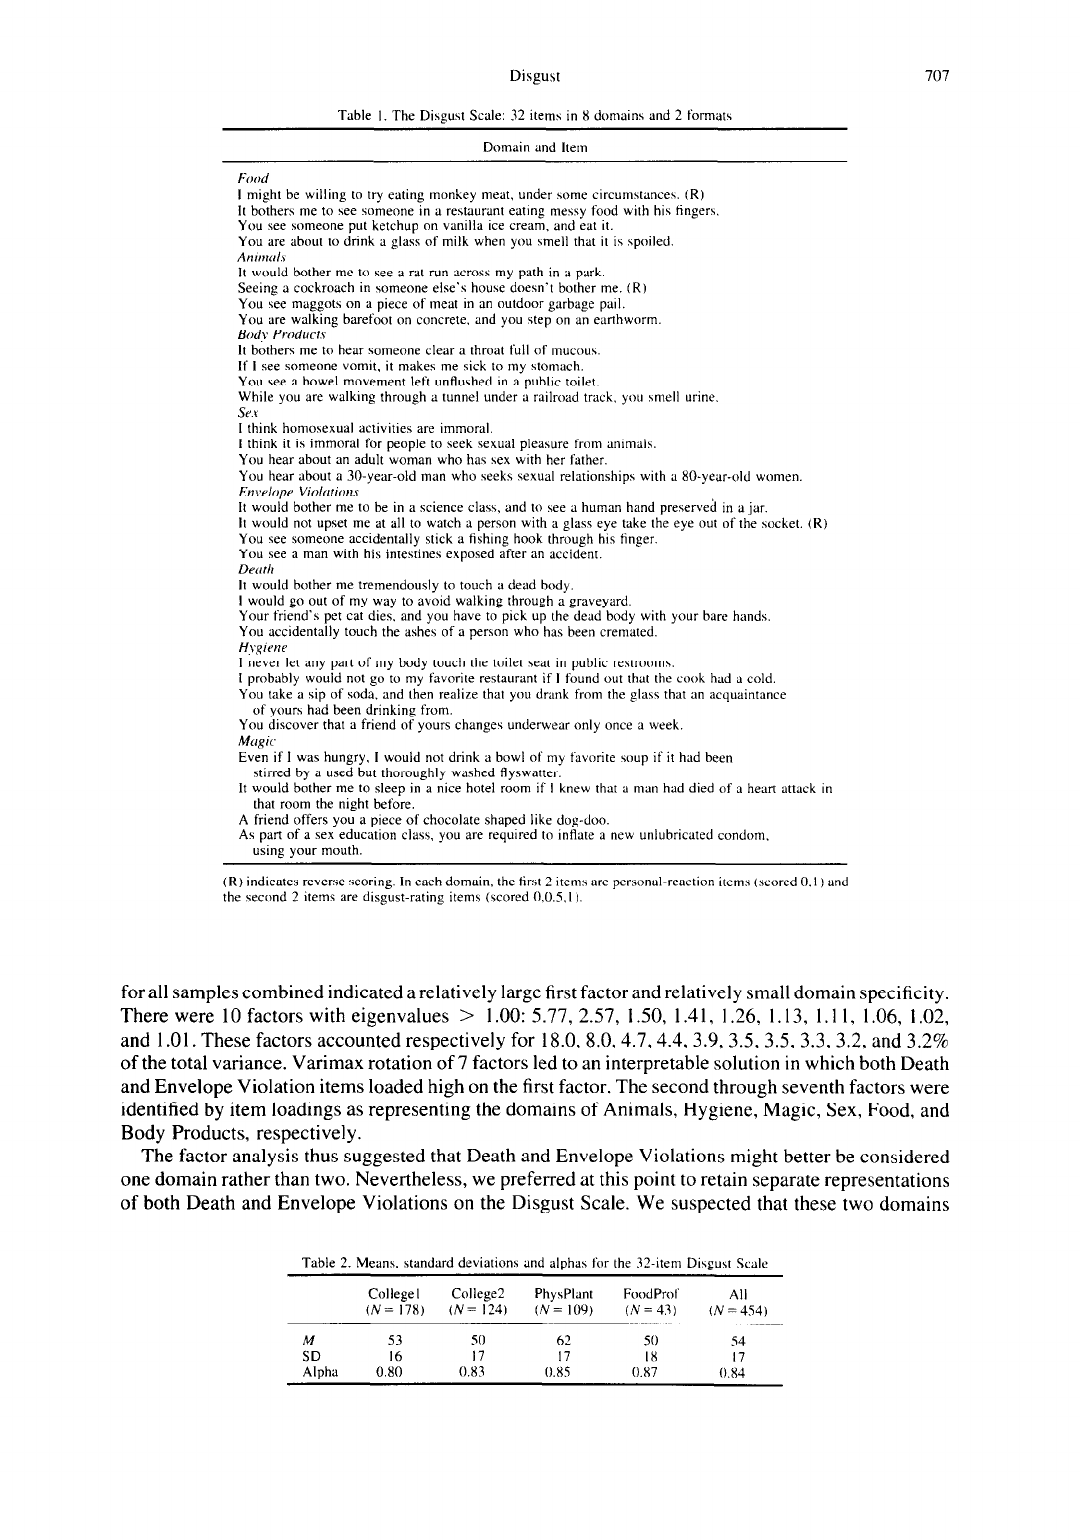 Disgust
707
Table 1. The Disgust Scale: 32 items in 8 domains and 2 formats
Domain and Item
Food
I might be willing to try eating monkey meat, under some circumstances. (R)
It bothers me to see someone in a restaurant eating messy food with his fingers.
You see someone put ketchup on vanilla ice cream, and eat it.
You are about to drink a glass of milk when you smell that it is spoiled.
Animals
It would bother me to see a rat run across my path in a park.
Seeing a cockroach in someone else's house doesn't bother me. (R)
You see maggots on a piece of meat in an outdoor garbage pail.
You are walking barefoot on concrete, and you step on an earthworm.
Body Products
It bothers me to hear someone clear a throat full of mucous.
If I see someone vomit, it makes me sick to my stomach.
You see a bowel movement left unflushed in a public toilet.
While you are walking through a tunnel under a railroad track, you smell urine.
Sex
I think homosexual activities are immoral.
I think it is immoral for people to seek sexual pleasure from animals.
You hear about an adult woman who has sex with her father.
You hear about a 30-year-old man who seeks sexual relationships with a 80-year-old women.
Envelope Violations
It would bother me to be in a science class, and to see a human hand preserved in a jar.
It would not upset me at all to watch a person with a glass eye take the eye out of the socket. (R)
You see someone accidentally stick a fishing hook through his finger.
You see a man with his intestines exposed after an accident.
Death
It would bother me tremendously to touch a dead body.
I would go out of my way to avoid walking through a graveyard.
Your friend's pet cat dies, and you have to pick up the dead body with your bare hands.
You accidentally touch the ashes of a person who has been cremated.
Hygiene
I never let any part of my body touch the toilet seat in public restrooms.
I probably would not go to my favorite restaurant if I found out that the cook had a cold.
You take a sip of soda, and then realize that you drank from the glass that an acquaintance
of yours had been drinking from.
You discover that a friend of yours changes underwear only once a week.
Magic
Even if I was hungry, I would not drink a bowl of my favorite soup if it had been
stirred by a used but thoroughly washed flyswatter.
It would bother me to sleep in a nice hotel room if I knew that a man had died of a heart attack in
that room the night before.
A friend offers you a piece of chocolate shaped like dog-doo.
As part of a sex education class, you are required to inflate a new unlubricated condom,
using your mouth.
(R) indicates reverse scoring. In each domain, the first 2 items are personal-reaction items (scored 0,1) and
the second 2 items are disgust-rating items (scored 0,0.5,1).
for all samples combined indicated a relatively large first factor and relatively small domain specificity.
There were 10 factors with eigenvalues > 1.00: 5.77, 2.57, 1.50, 1.41, 1.26, 1.13, 1.11, 1.06, 1.02,
and 1.01. These factors accounted respectively for 18.0, 8.0, 4.7, 4.4, 3.9, 3.5, 3.5, 3.3, 3.2, and 3.2%
of the total variance. Varimax rotation of 7 factors led to an interpretable solution in which both Death
and Envelope Violation items loaded high on the first factor. The second through seventh factors were
identified by item loadings as representing the domains of Animals, Hygiene, Magic, Sex, Food, and
Body Products, respectively.
The factor analysis thus suggested that Death and Envelope Violations might better be considered
one domain rather than two. Nevertheless, we preferred at this point to retain separate representations
of both Death and Envelope Violations on the Disgust Scale. We suspected that these two domains
Table 2. Means, standard deviations and alphas for the 32-item Disgust Scale
College1 College2 PhysPlant FoodProf All
(N = 178) (N = 124) (N = 109) (N = 43) (N = 454)
M 53 50 62 50 54
SD 16 17 17 18 17
Alpha 0.80 0.83 0.85 0.87 0.84